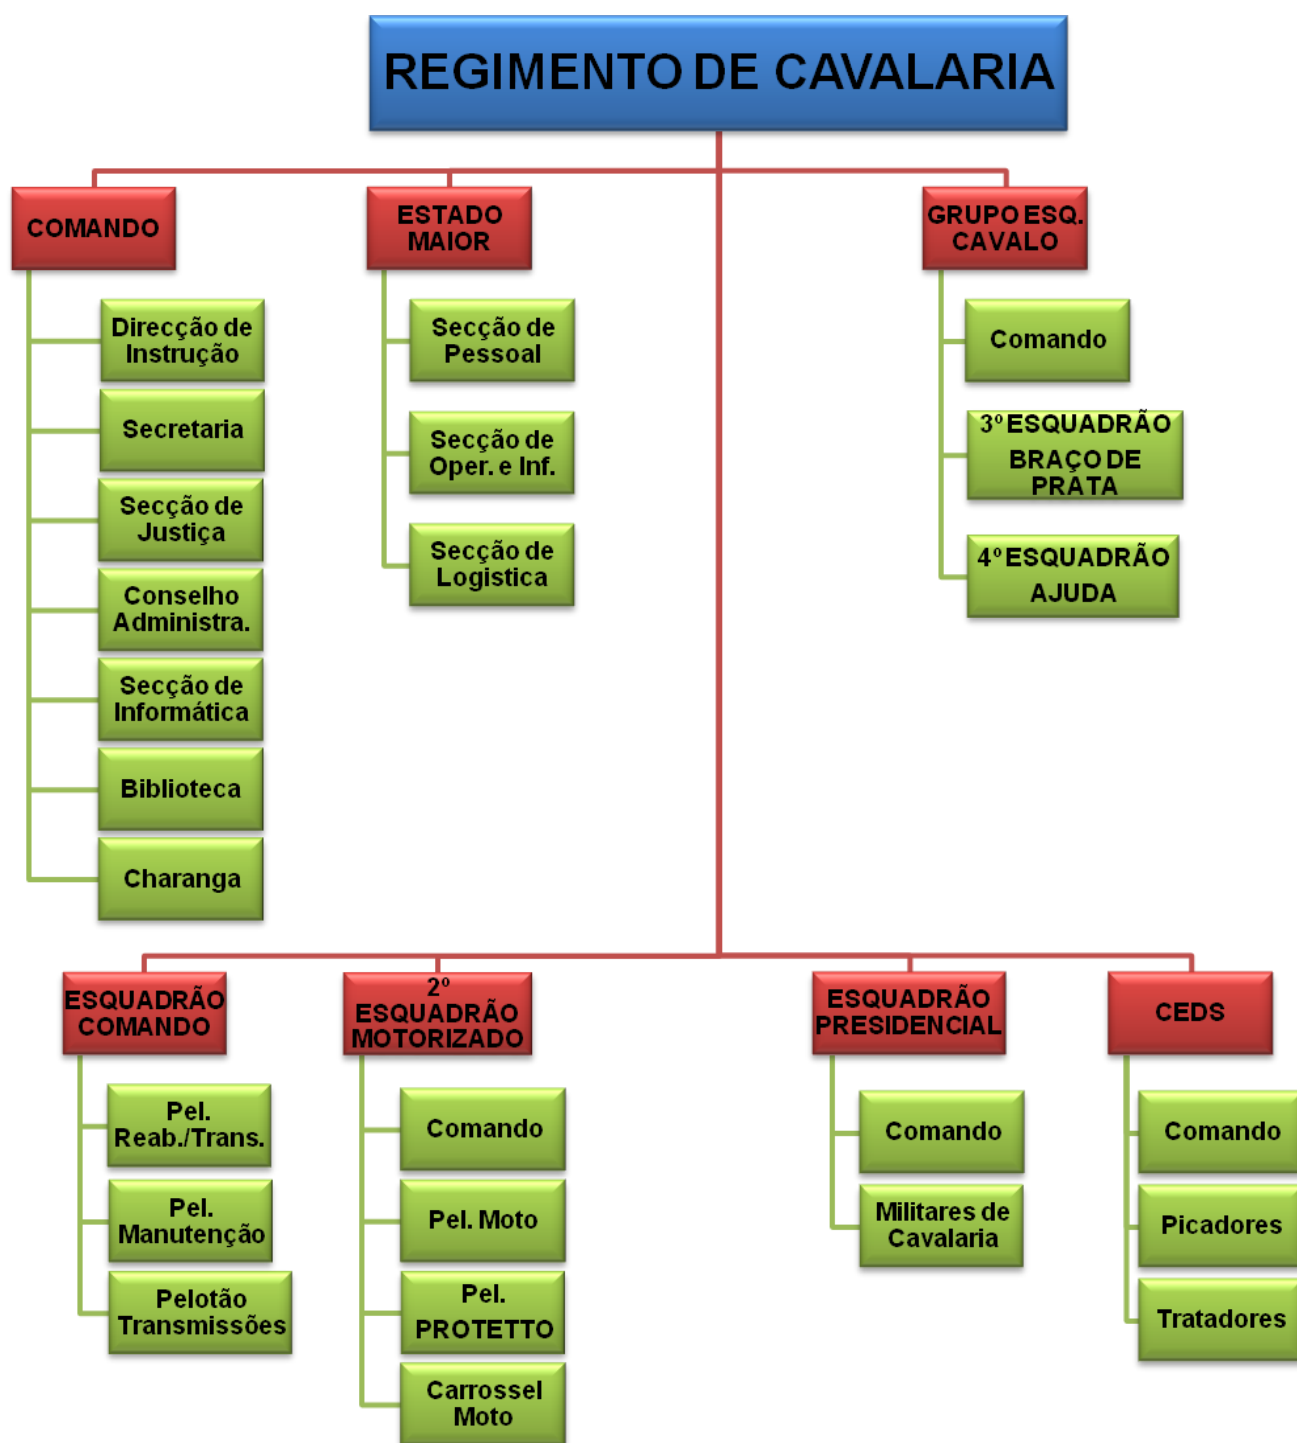 REGIMENTO DE CAVALARIA
COMANDO
Direcção de
Instrução
Secretaria
Secção de
Justiça
Conselho
Administra.
Secção de
Informática
Biblioteca
Charanga
ESTADO
MAIOR
Secção de
Pessoal
Secção de
Oper. e Inf.
Secção de
Logistica
GRUPO ESQ.
CAVALO
Comando
3º ESQUADRÃO
BRAÇO DE
PRATA
4º ESQUADRÃO
AJUDA
ESQUADRÃO
COMANDO
Pel.
Reab./Trans.
Pel.
Manutenção
Pelotão
Transmissões
2º
ESQUADRÃO
MOTORIZADO
Comando
Pel. Moto
Pel.
PROTETTO
Carrossel
Moto
ESQUADRÃO
PRESIDENCIAL
Comando
Militares de
Cavalaria
CEDS
Comando
Picadores
Tratadores